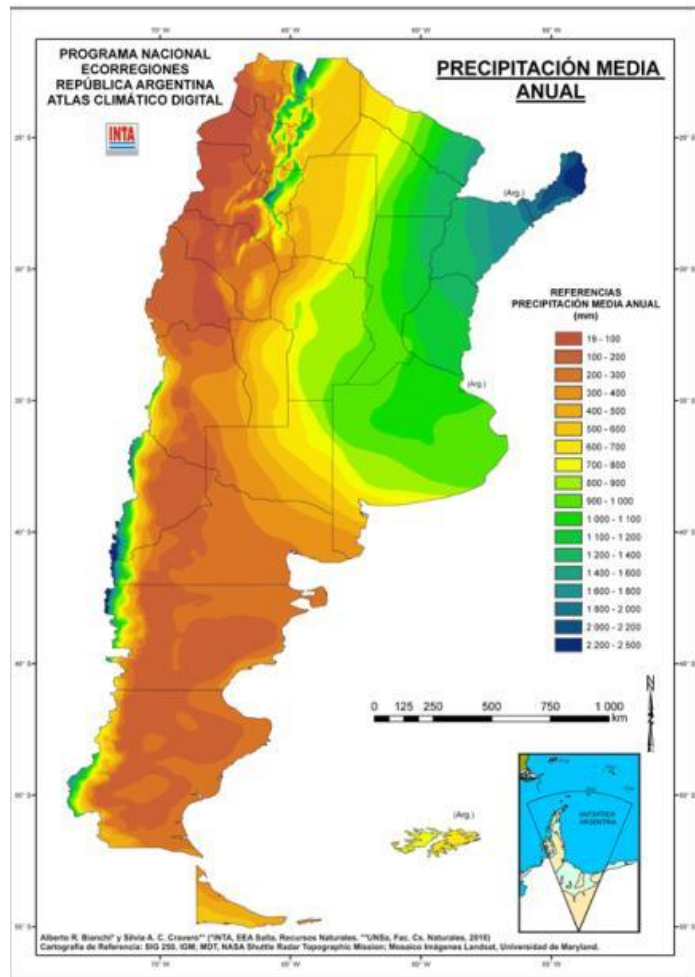 PROGRAMA NACIONAL
ECORREGIONES
REPÚBLICA ARGENTINA
ATLAS CLIMÁTICO DIGITAL
INTA
PRECIPITACIÓN MEDIA
ANUAL
70° S
60° S
(Arg.)
REFERENCIAS
PRECIPITACIÓN MEDIA ANUAL
(mm)
100 - 200
200 - 300
300 - 400
400 - 500
500 - 600
600 - 700
700 - 850
800 - 900
900 - 1 000
1 000 - 1 100
1 100 - 1 200
1 200 - 1 400
1 400 - 1 600
1 600 - 1 800
1 800 - 2 000
2 000 - 2 200
2 200 - 2 500
(Arg.)
N
0 125 250 500 750 1 000
km
(Arg.)
ANTÁRTIDA
ARGENTINA
Alberto R. Bianchi* y Silvia A. C. Cravero** (*INTA, EEA Salta, Recursos Naturales. **UNSa, Fac. Cs. Naturales, 2010)
Cartografía de Referencia: SIG 250, IGM; MDT, NASA Shuttle Radar Topographic Mission; Mosaico Imágenes Landsat, Universidad de Maryland.